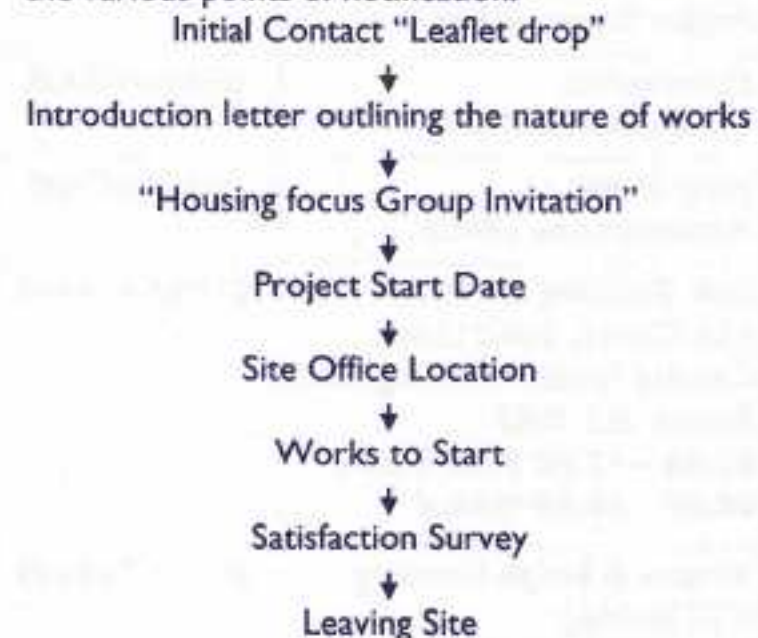 Initial Contact “Leaflet drop”
Introduction letter outlining the nature of works
“Housing focus Group Invitation”
Project Start Date
Site Office Location
Works to Start
Satisfaction Survey
Leaving Site